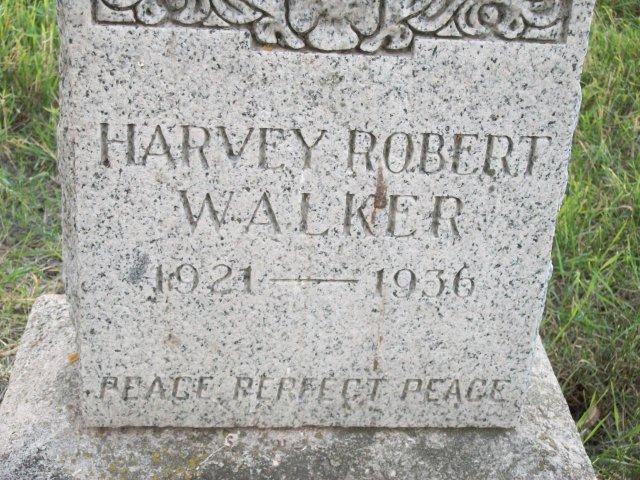 HARVEY ROBERT
WALKER
1921 — 1936
PEACE, PERFECT PEACE